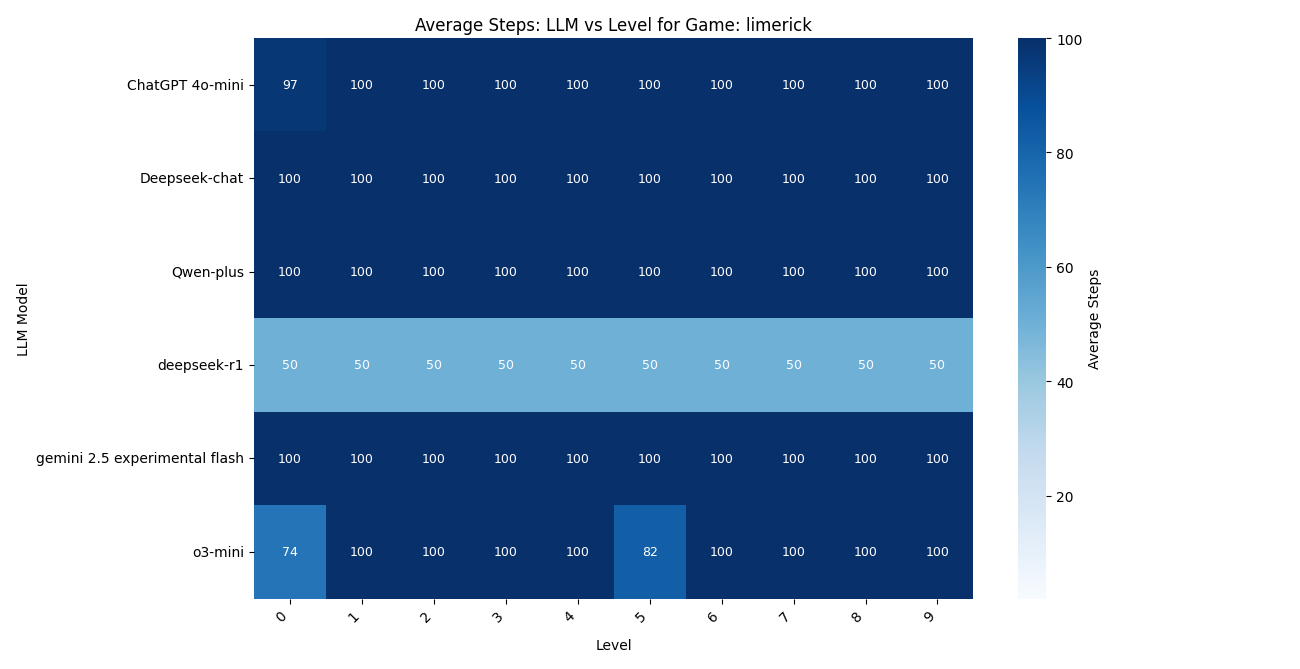 Average Steps: LLM vs Level for Game: limerick
LLM Model
ChatGPT 4o-mini 97 100 100 100 100 100 100 100 100 100
Deepseek-chat 100 100 100 100 100 100 100 100 100 100
Qwen-plus 100 100 100 100 100 100 100 100 100 100
deepseek-r1 50 50 50 50 50 50 50 50 50 50
gemini 2.5 experimental flash 100 100 100 100 100 100 100 100 100 100
o3-mini 74 100 100 100 100 82 100 100 100 100
0 1 2 3 4 5 6 7 8 9
Level
100
80
60
40
20
Average Steps